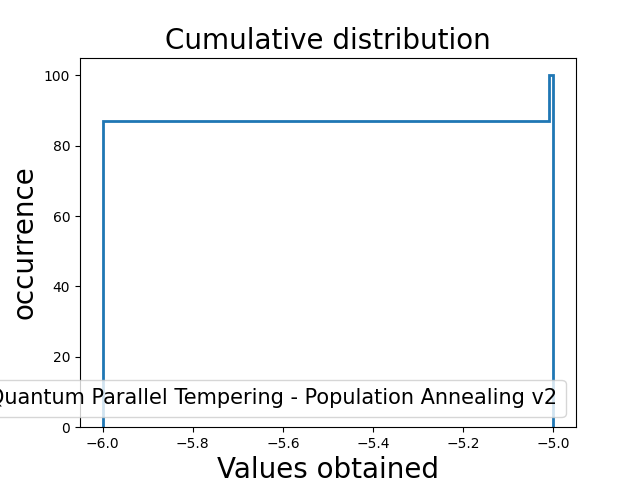 Cumulative distribution
100
80
60
40
20
0
occurrence
Parallel Tempering - Population Annealing v2
−6.0 −5.8 −5.6 −5.4 −5.2 −5.0
Values obtained